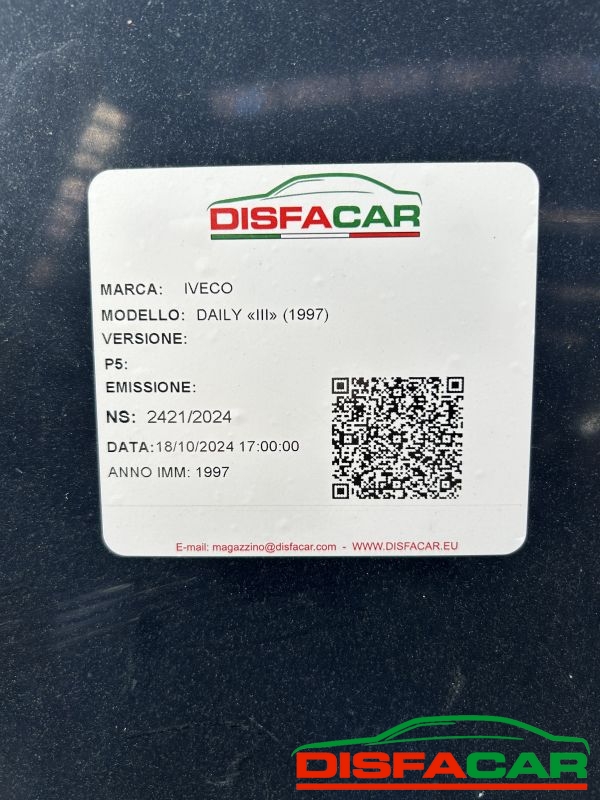 DISFACAR
MARCA: IVECO
MODELLO: DAILY «III» (1997)
VERSIONE:
P5:
EMISSIONE:
NS: 2421/2024
DATA:18/10/2024 17:00:00
ANNO IMM: 1997
E-mail: magazzino@disfacar.com - WWW.DISFACAR.EU
DISFACAR